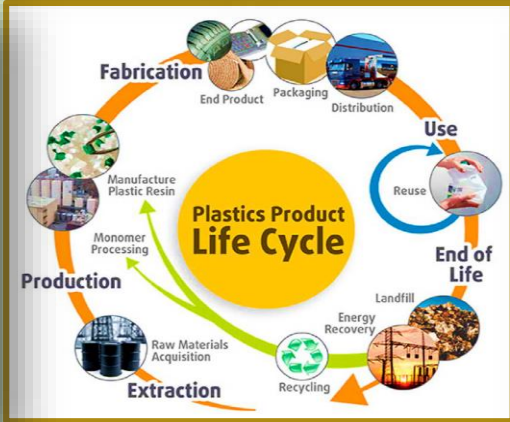 Fabrication
End Product
Packaging
Distribution
Use
Reuse
End of
Life
Landfill
Energy
Recovery
Recycling
Extraction
Raw Materials
Acquisition
Production
Monomer
Processing
Manufacture
Plastic Resin
Plastics Product
Life Cycle